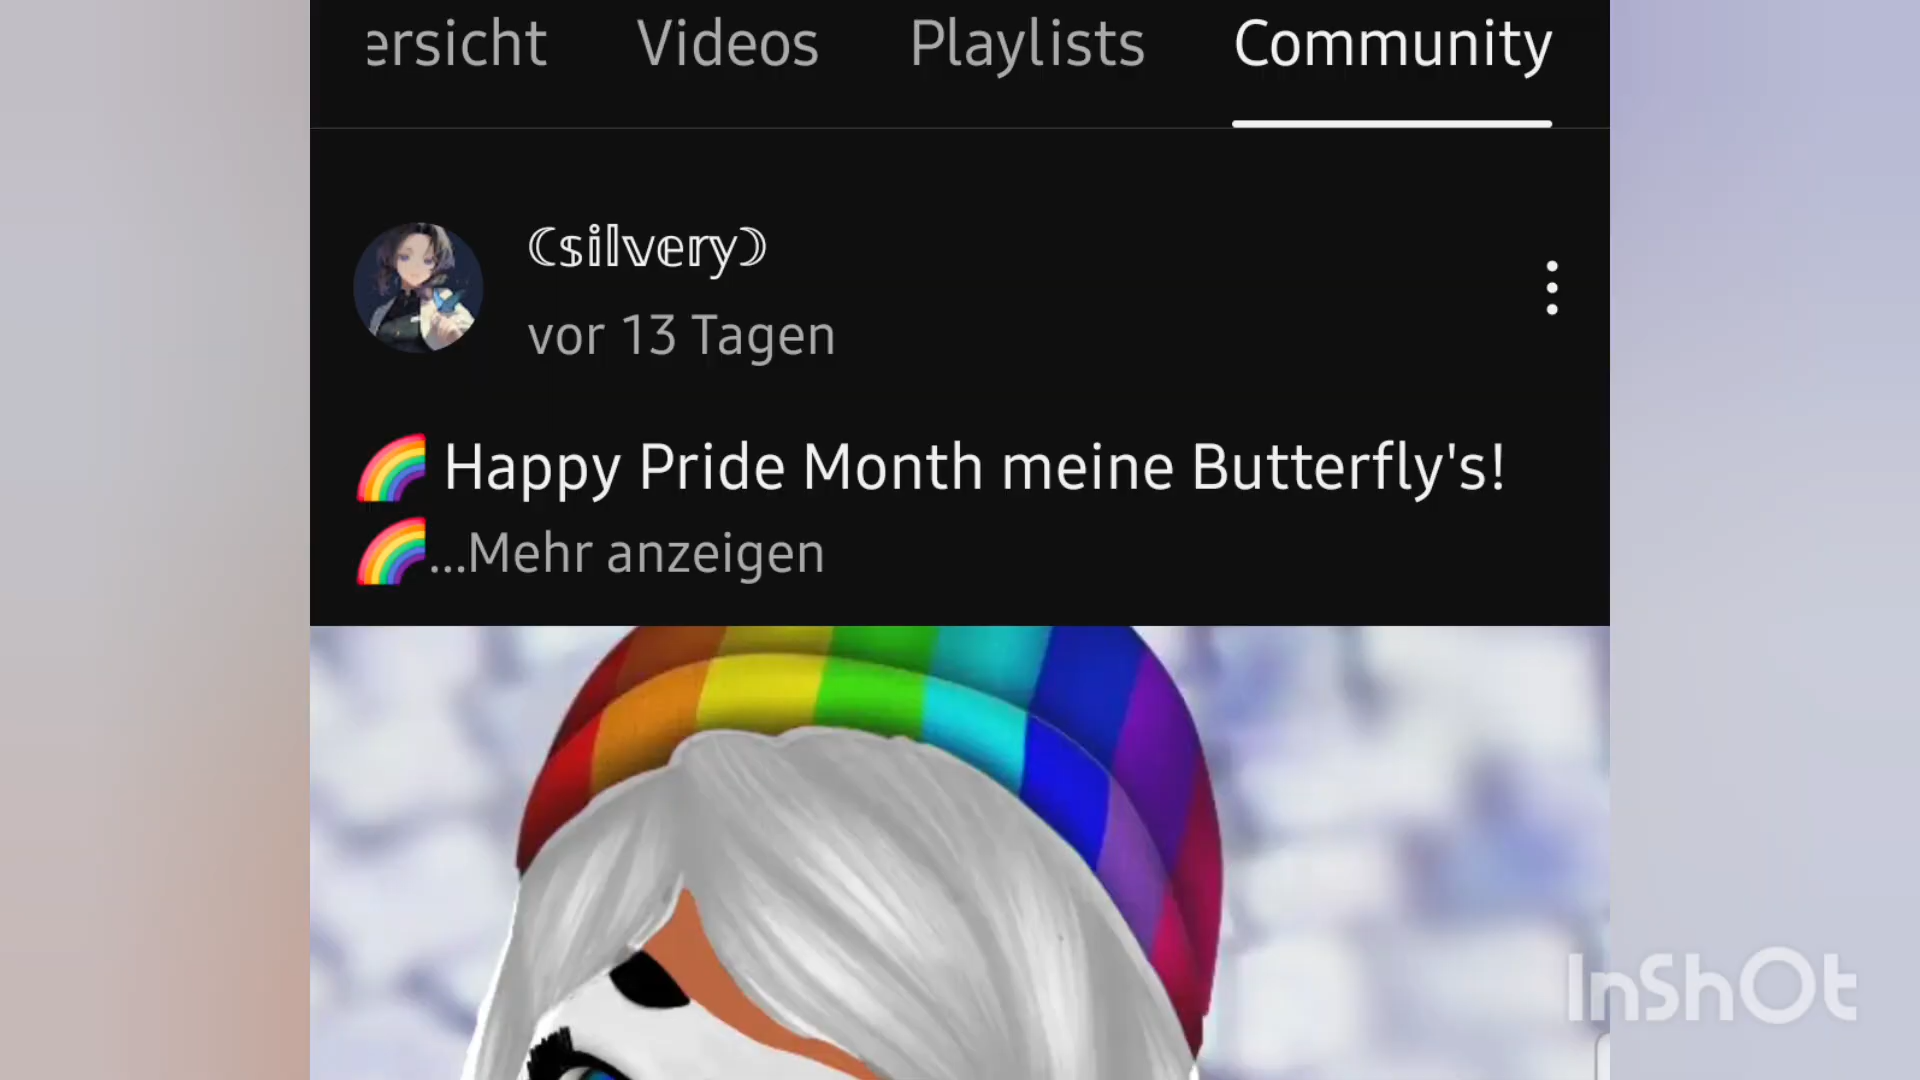 ersicht Videos Playlists Community
☾𝕤𝕚𝕝𝕧𝕖𝕣𝕪☽
vor 13 Tagen
🌈 Happy Pride Month meine Butterfly's!
🌈...Mehr anzeigen
InShOt